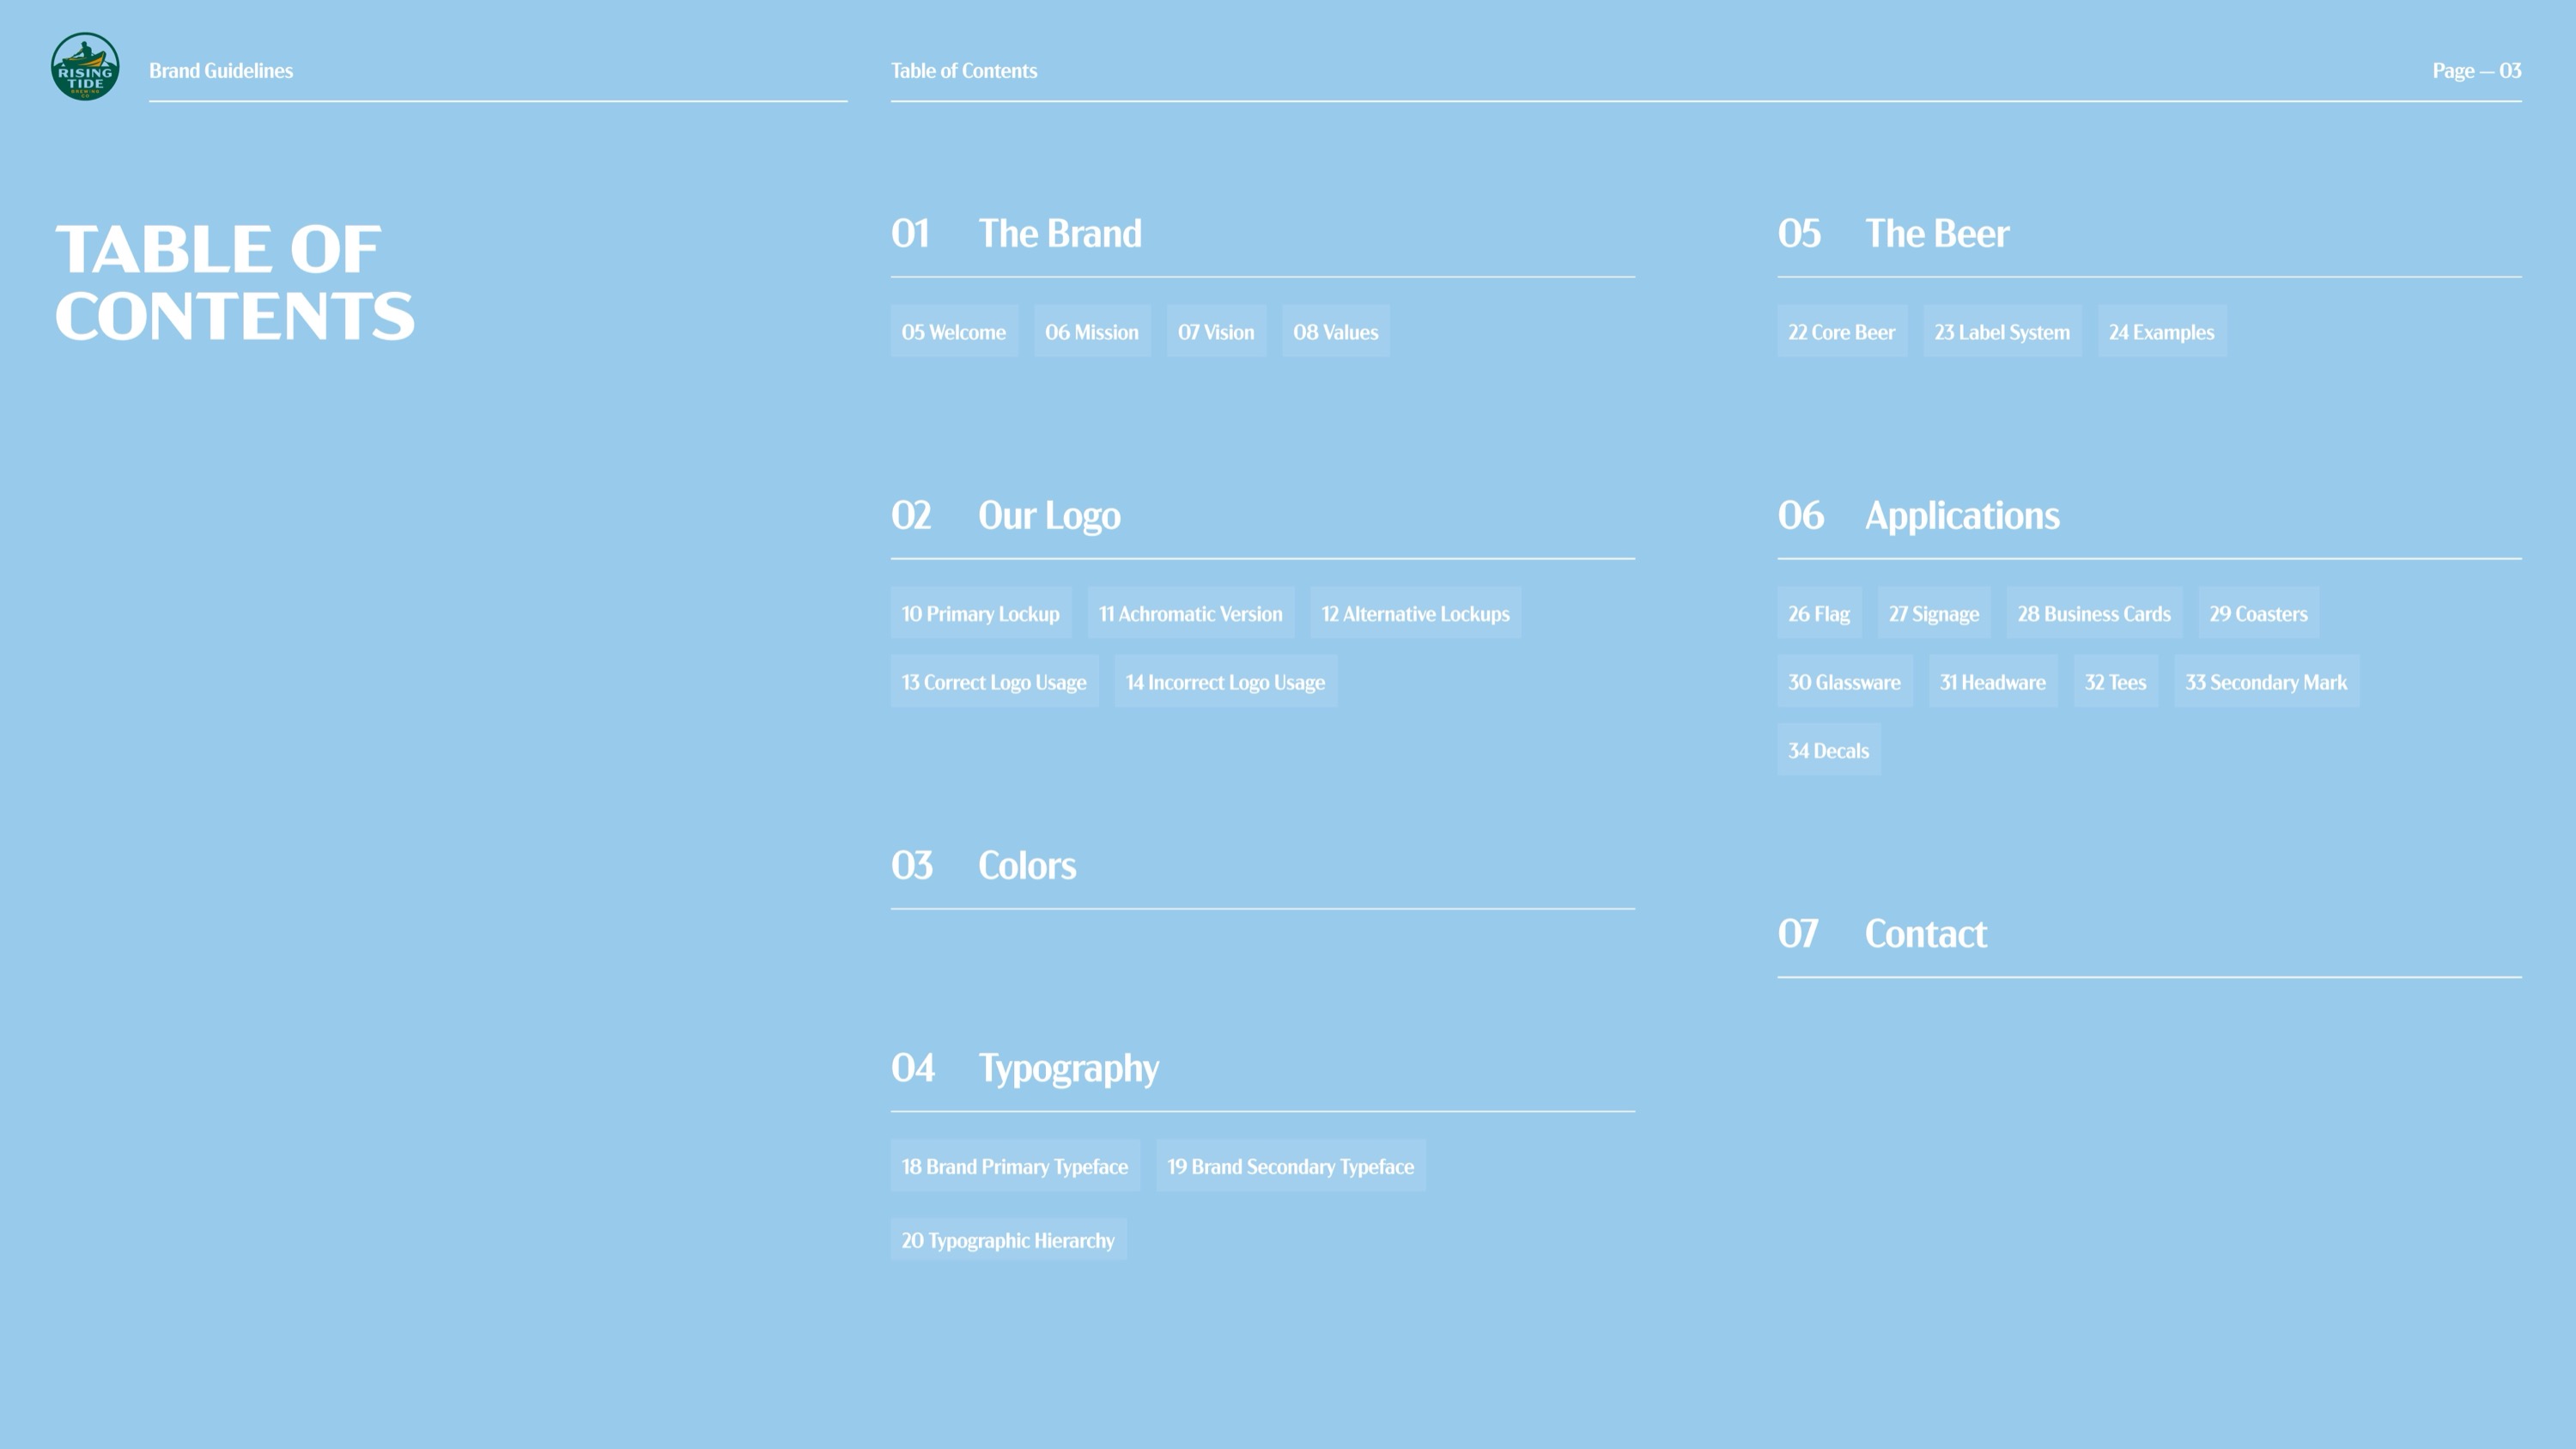 RISING
TIDE
BREWING
CO
Brand Guidelines
Table of Contents
Page — 03
TABLE OF
CONTENTS
01 The Brand
05 Welcome 06 Mission 07 Vision 08 Values
02 Our Logo
10 Primary Lockup 11 Achromatic Version 12 Alternative Lockups
13 Correct Logo Usage 14 Incorrect Logo Usage
03 Colors
04 Typography
18 Brand Primary Typeface 19 Brand Secondary Typeface
20 Typographic Hierarchy
05 The Beer
22 Core Beer 23 Label System 24 Examples
06 Applications
26 Flag 27 Signage 28 Business Cards 29 Coasters
30 Glassware 31 Headware 32 Tees 33 Secondary Mark
34 Decals
07 Contact